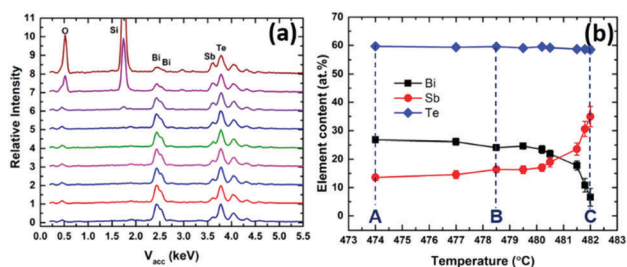 (a)
O
Si
Bi
Bi
Sb
Te
Relative Intensity
11
10
9
8
7
6
5
4
3
2
1
0
0.5 1.0 1.5 2.0 2.5 3.0 3.5 4.0 4.5 5.0 5.5
Vacc (keV)
(b)
Element content (at.%)
70
60
50
40
30
20
10
0
Bi
Sb
Te
A
B
C
473 474 475 476 477 478 479 480 481 482 483
Temperature (°C)